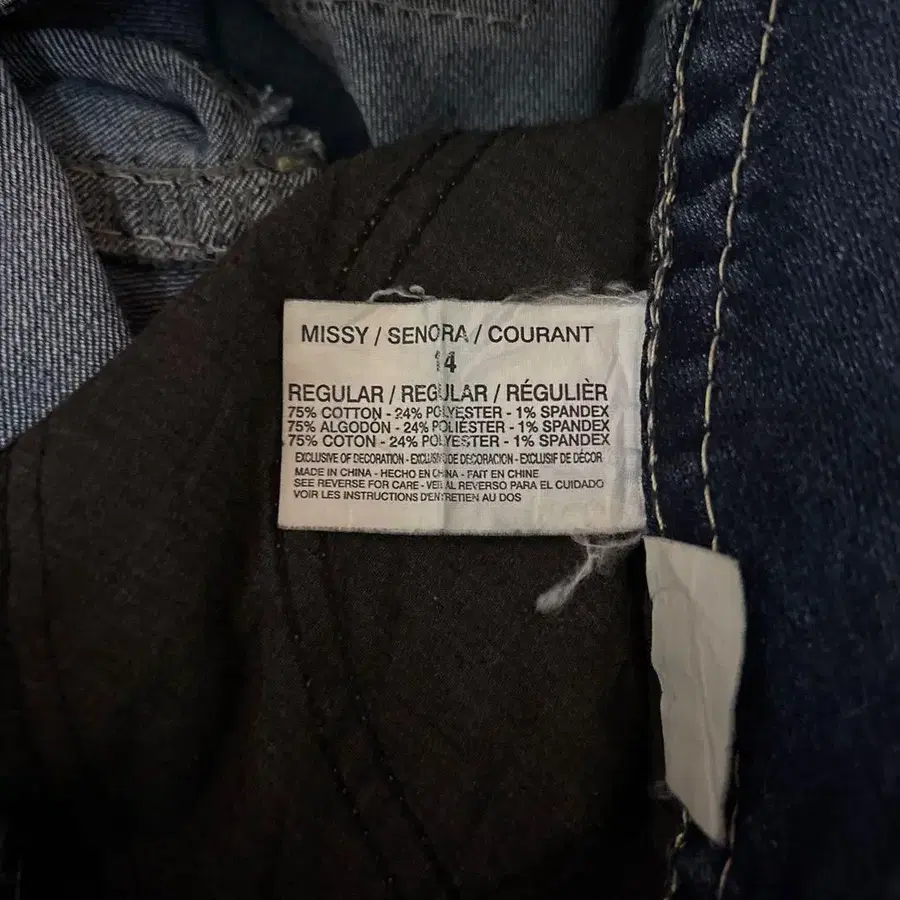 MISSY / SENORA / COURANT
14
REGULAR / REGULAR / RÉGULIÈR
75% COTTON - 24% POLYESTER - 1% SPANDEX
75% ALGODÓN - 24% POLIÉSTER - 1% SPANDEX
75% COTON - 24% POLYESTER - 1% SPANDEX
EXCLUSIVE OF DECORATION - EXCLUSIVO DE DECORACION - EXCLUSIF DE DÉCOR
MADE IN CHINA - HECHO EN CHINA - FAIT EN CHINE
SEE REVERSE FOR CARE - VER AL REVERSO PARA EL CUIDADO
VOIR LES INSTRUCTIONS D'ENTRETIEN AU DOS